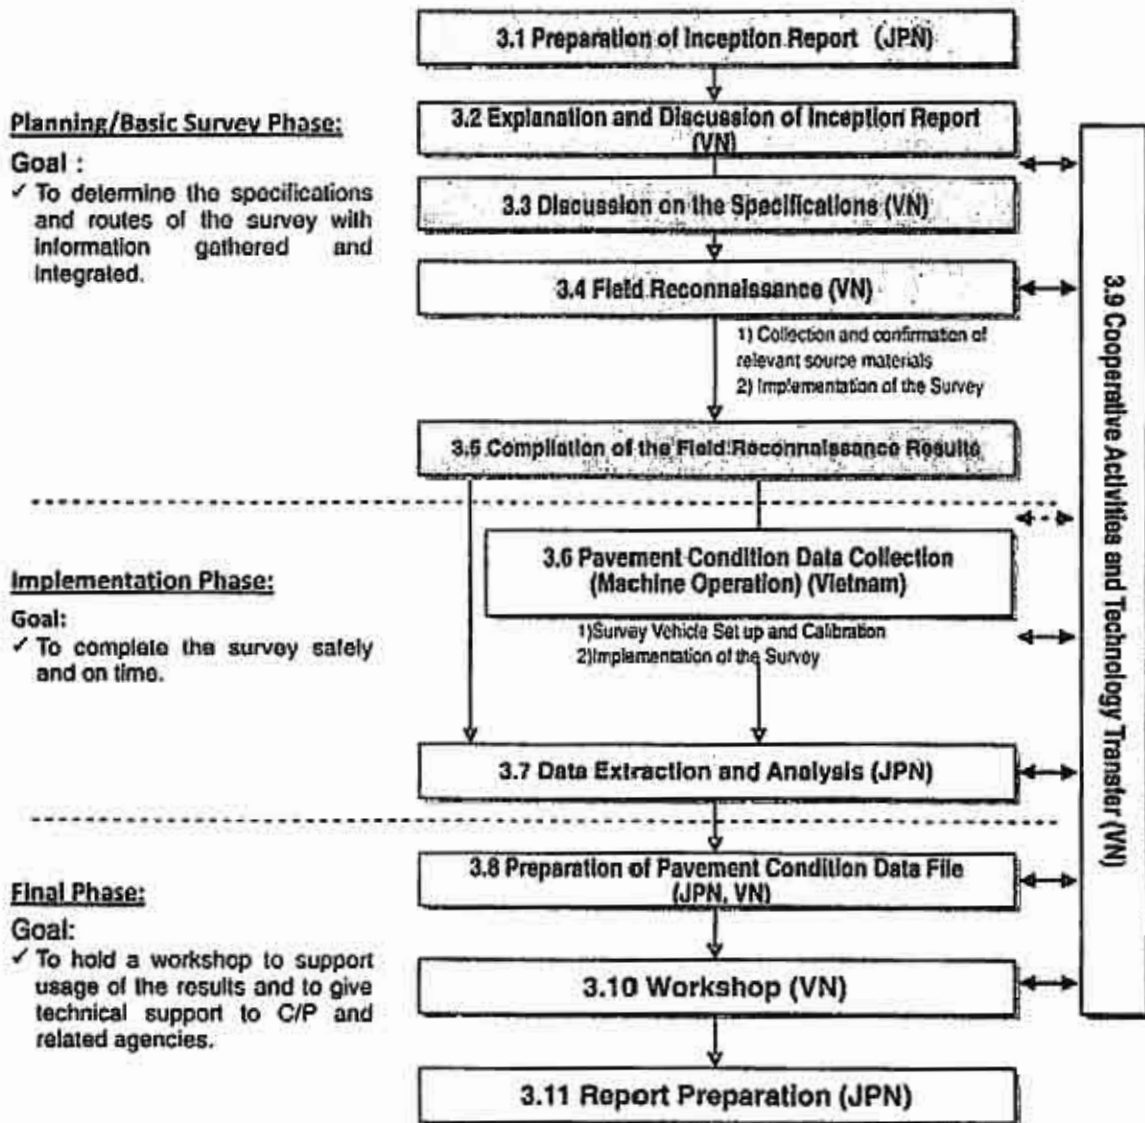 3.1 Preparation of Inception Report (JPN)
Planning/Basic Survey Phase:
Goal :
✓ To determine the specifications
and routes of the survey with
information gathered and
integrated.
3.2 Explanation and Discussion of Inception Report
(VN)
3.3 Discussion on the Specifications (VN)
3.4 Field Reconnaissance (VN)
1) Collection and confirmation of
relevant source materials
2) Implementation of the Survey
3.5 Compilation of the Field Reconnaissance Results
Implementation Phase:
Goal:
✓ To complete the survey safely
and on time.
3.6 Pavement Condition Data Collection
(Machine Operation) (Vietnam)
1)Survey Vehicle Set up and Calibration
2)Implementation of the Survey
3.7 Data Extraction and Analysis (JPN)
Final Phase:
Goal:
✓ To hold a workshop to support
usage of the results and to give
technical support to C/P and
related agencies.
3.8 Preparation of Pavement Condition Data File
(JPN, VN)
3.10 Workshop (VN)
3.11 Report Preparation (JPN)
3.9 Cooperative Activities and Technology Transfer (VN)